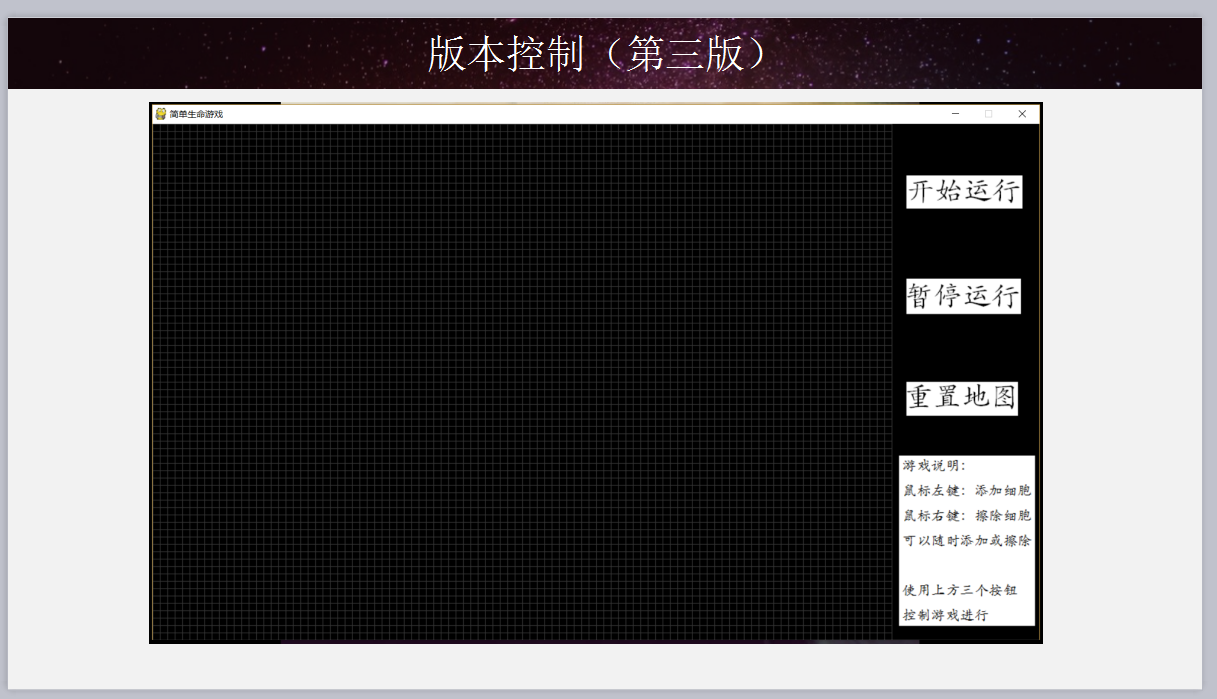 版本控制（第三版）
简单生命游戏
开始运行
暂停运行
重置地图
游戏说明：
鼠标左键：添加细胞
鼠标右键：擦除细胞
可以随时添加或擦除
使用上方三个按钮
控制游戏进行